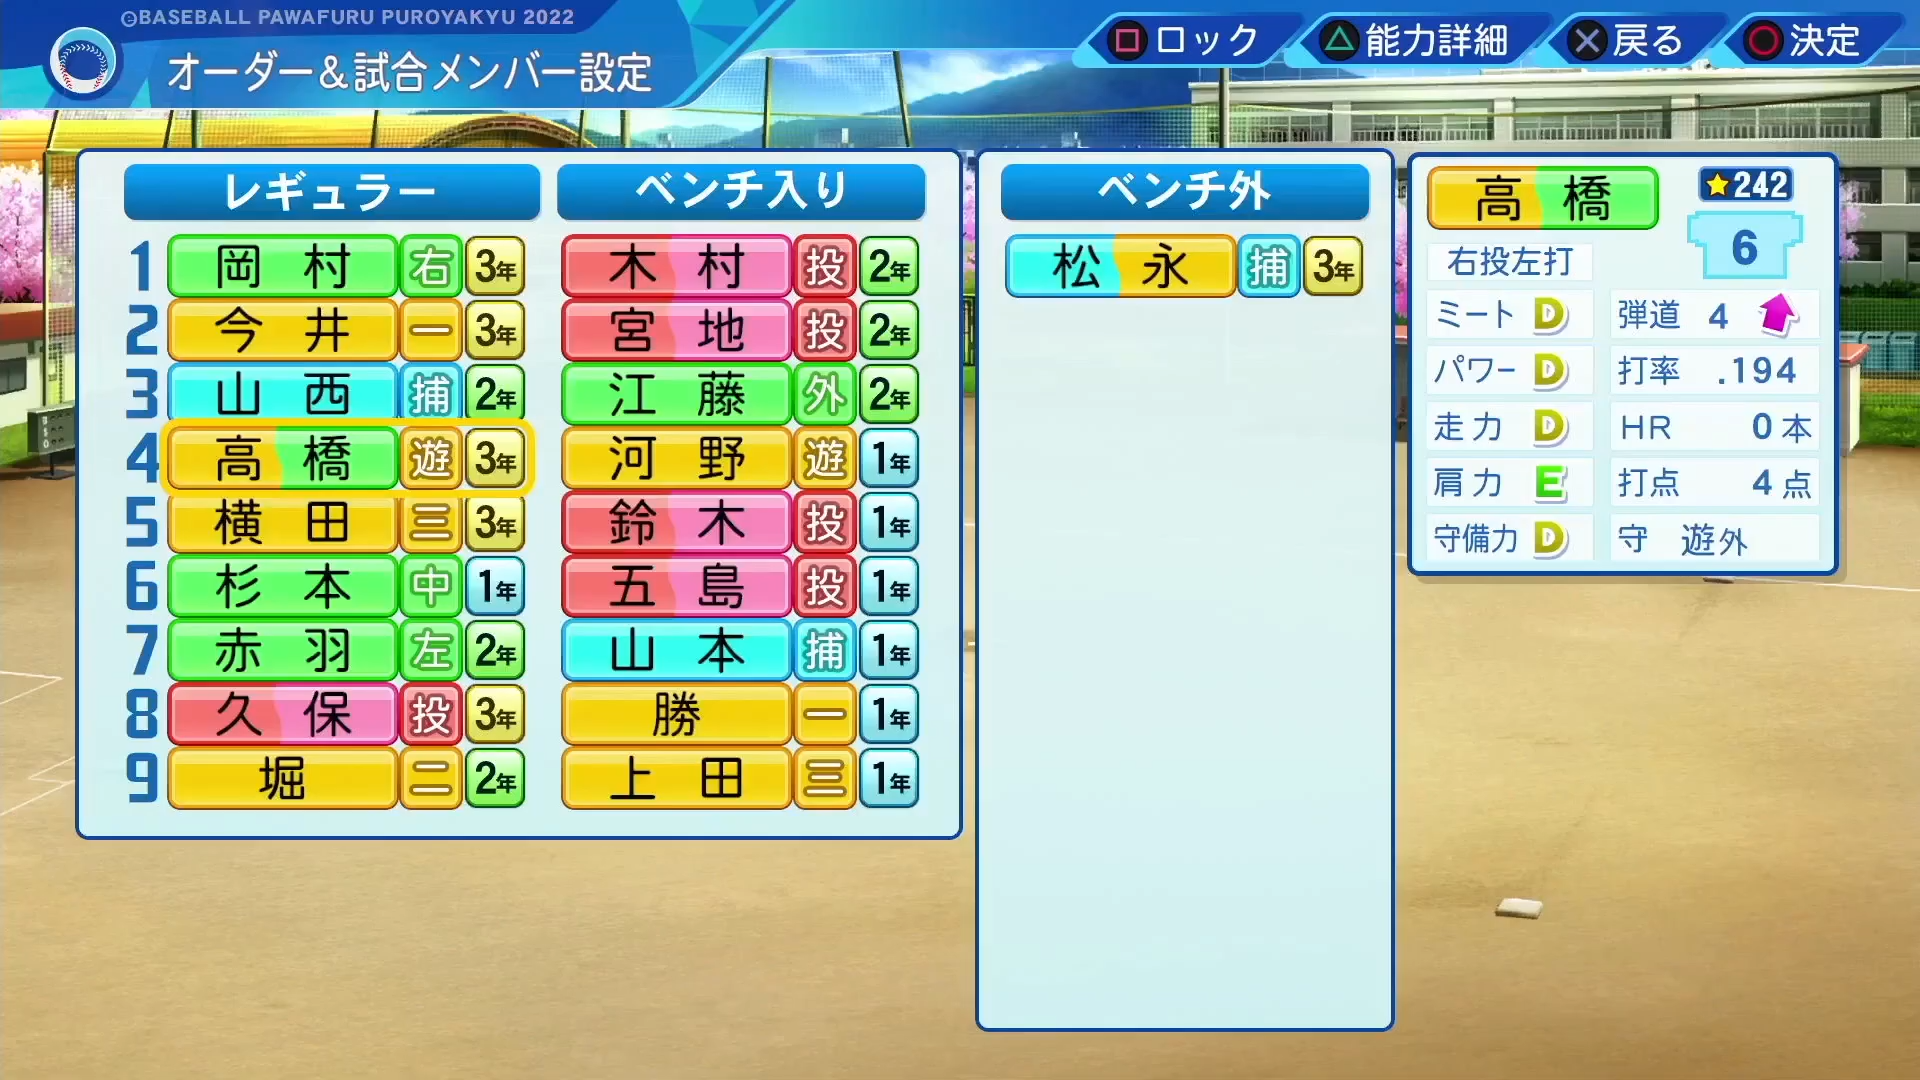 ©BASEBALL PAWAFURU PUROYAKYU 2022
オーダー&試合メンバー設定
ロック
能力詳細
戻る
決定
レギュラー
1 岡村 右 3年
2 今井 一 3年
3 山西 捕 2年
4 高橋 遊 3年
5 横田 三 3年
6 杉本 中 1年
7 赤羽 左 2年
8 久保 投 3年
9 堀 二 2年
ベンチ入り
木村 投 2年
宮地 投 2年
江藤 外 2年
河野 遊 1年
鈴木 投 1年
五島 投 1年
山本 捕 1年
勝 一 1年
上田 三 1年
ベンチ外
松永 捕 3年
高橋
★242
6
右投左打
ミート D 弾道 4
パワー D 打率 .194
走力 D HR 0本
肩力 E 打点 4点
守備力 D 守 遊外